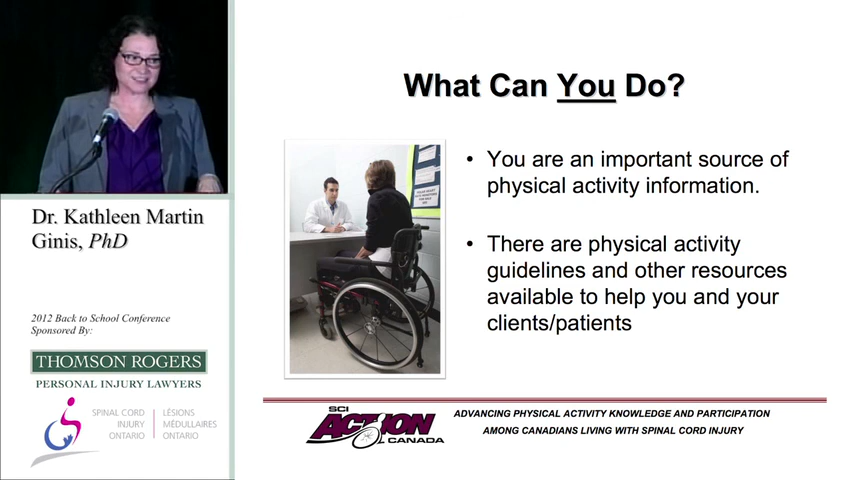 What Can You Do?
• You are an important source of
physical activity information.
• There are physical activity
guidelines and other resources
available to help you and your
clients/patients
Dr. Kathleen Martin
Ginis, PhD
2012 Back to School Conference
Sponsored By:
THOMSON ROGERS
PERSONAL INJURY LAWYERS
SPINAL CORD
INJURY
ONTARIO
LÉSIONS
MÉDULLAIRES
ONTARIO
SCI
ACTION
CANADA
ADVANCING PHYSICAL ACTIVITY KNOWLEDGE AND PARTICIPATION
AMONG CANADIANS LIVING WITH SPINAL CORD INJURY